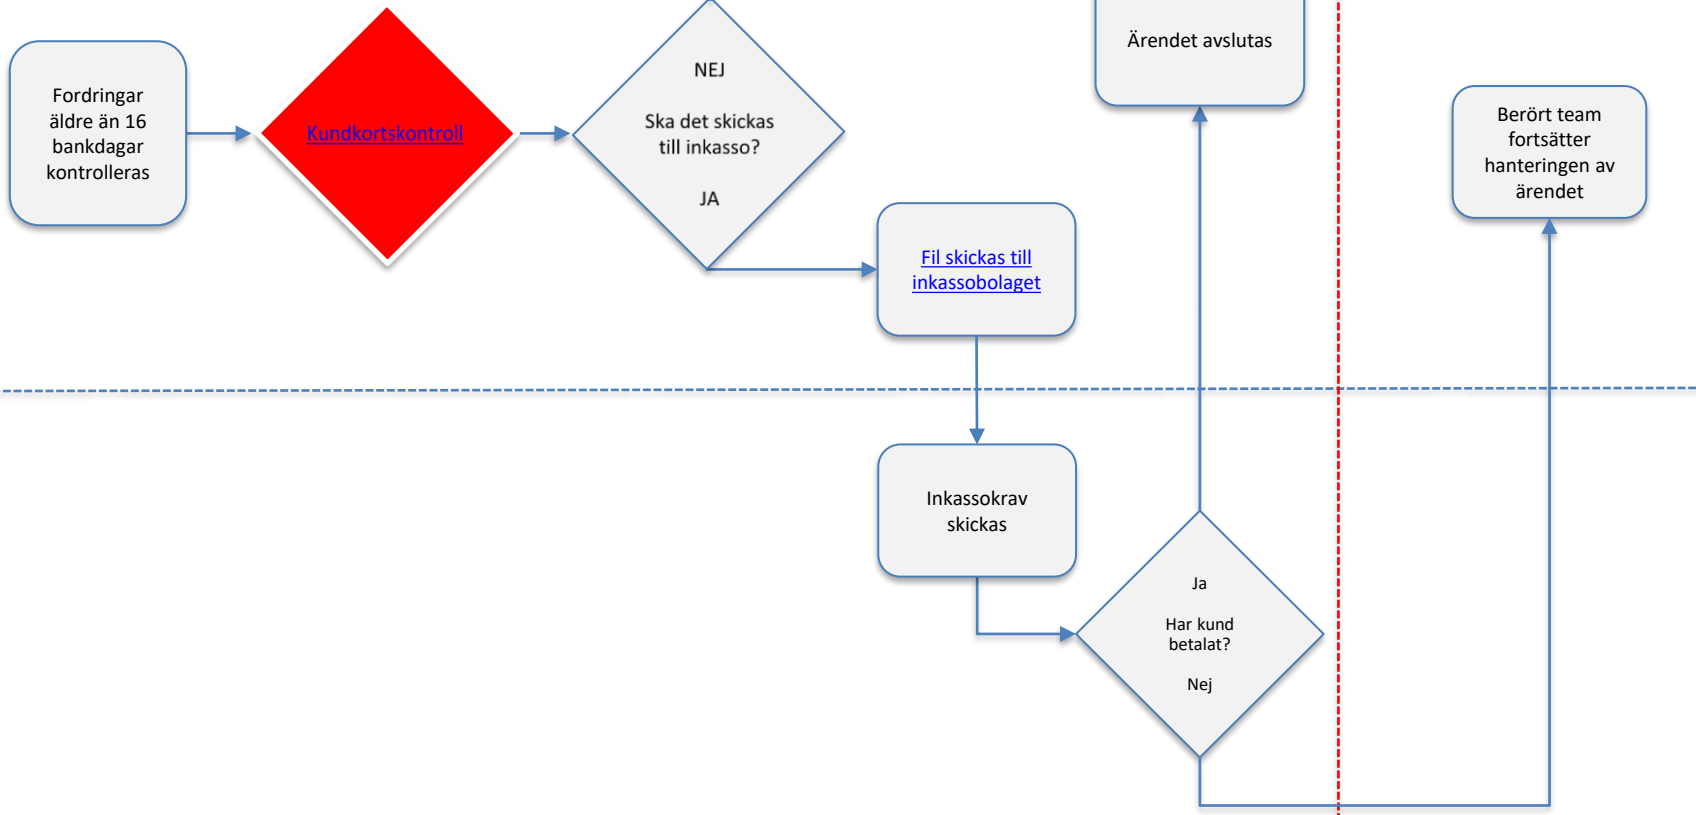 Fordringar
äldre än 16
bankdagar
kontrolleras
Kundkortskontroll
NEJ
Ska det skickas
till inkasso?
JA
Fil skickas till
inkassobolaget
Ärendet avslutas
Berört team
fortsätter
hanteringen av
ärendet
Inkassokrav
skickas
Ja
Har kund
betalat?
Nej